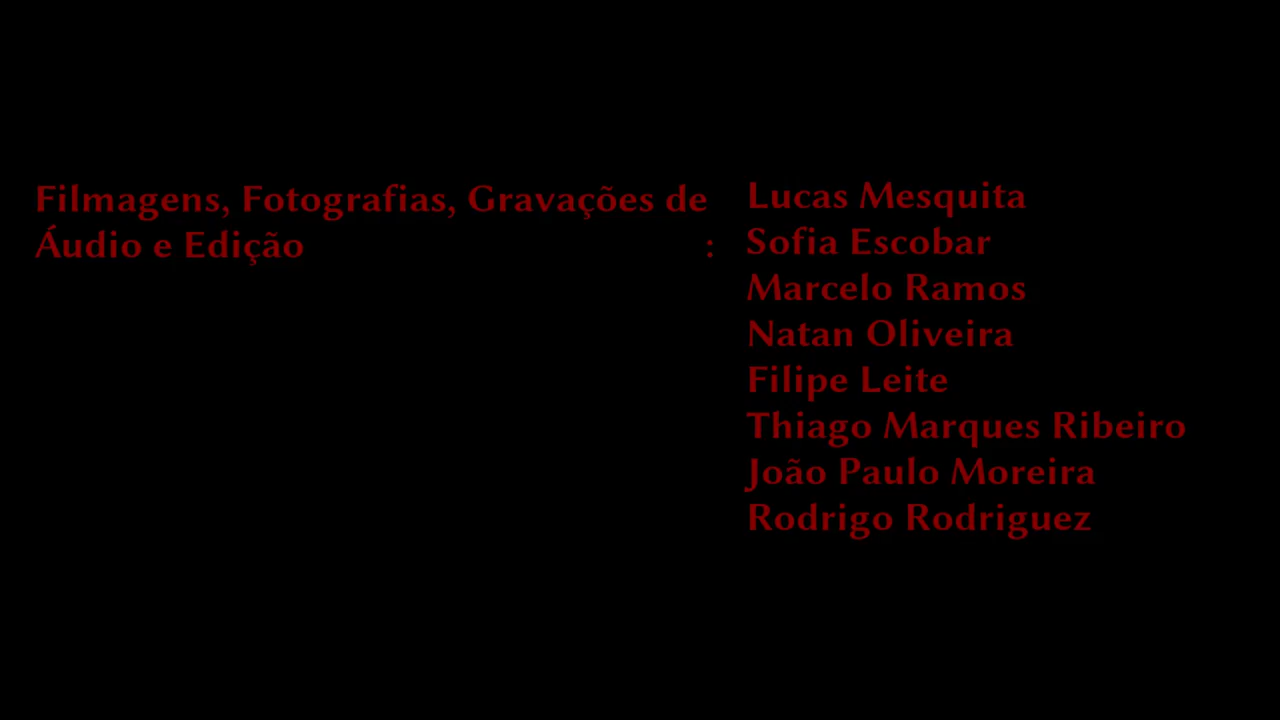 Filmagens, Fotografias, Gravações de
Áudio e Edição :
Lucas Mesquita
Sofia Escobar
Marcelo Ramos
Natan Oliveira
Filipe Leite
Thiago Marques Ribeiro
João Paulo Moreira
Rodrigo Rodriguez